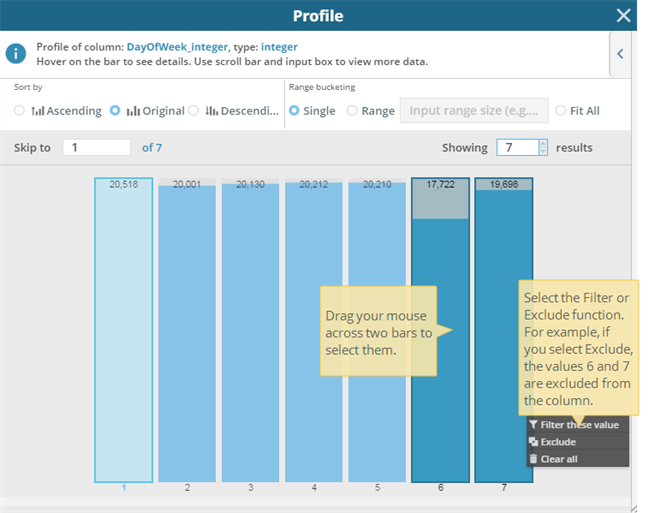 Profile
Profile of column: DayOfWeek_integer, type: integer
Hover on the bar to see details. Use scroll bar and input box to view more data.
Sort by
Range bucketing
Ascending Original Descendi... Single Range Input range size (e.g.... Fit All
Skip to 1 of 7 Showing 7 results
20,518 20,001 20,130 20,212 20,210 17,722 19,698
Drag your mouse
across two bars to
select them.
Select the Filter or
Exclude function.
For example, if
you select Exclude,
the values 6 and 7
are excluded from
the column.
Filter these value
Exclude
Clear all
1 2 3 4 5 6 7